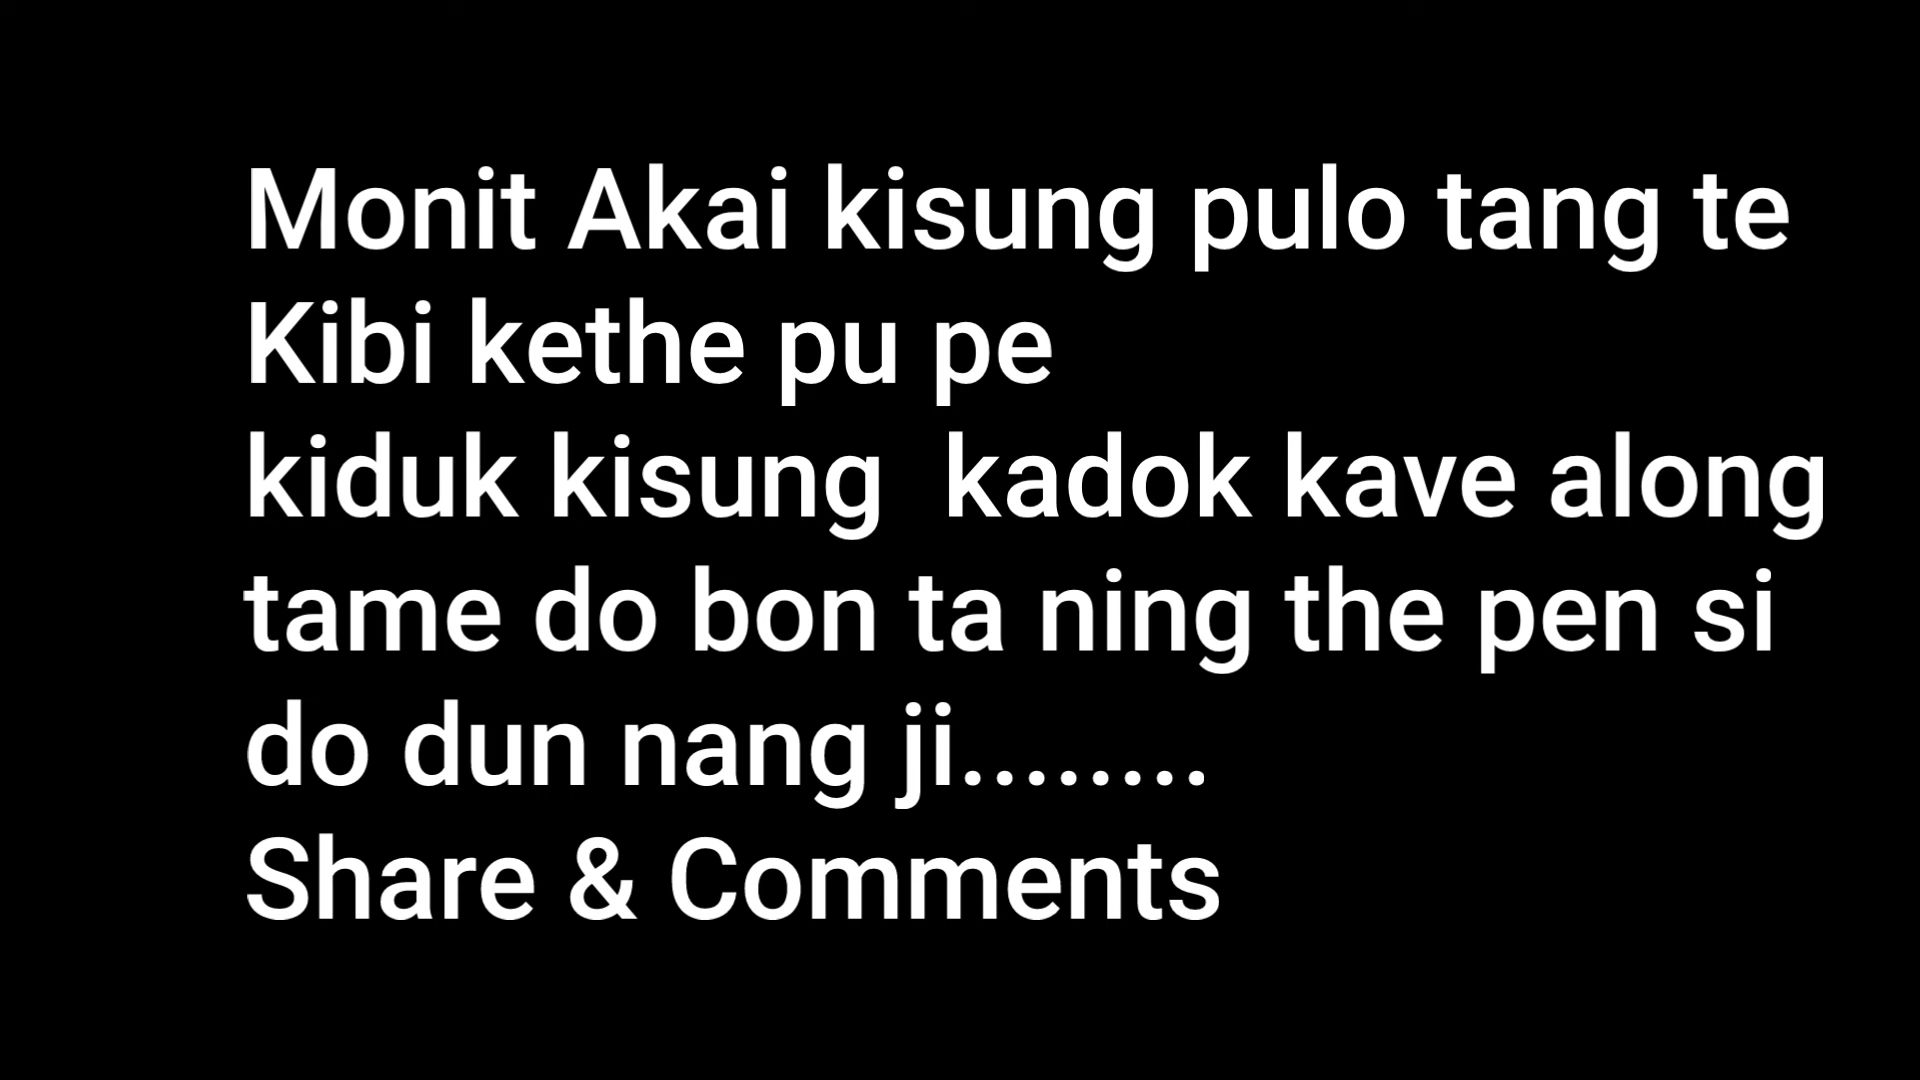 Monit Akai kisung pulo tang te
Kibi kethe pu pe
kiduk kisung  kadok kave along
tame do bon ta ning the pen si
do dun nang ji........
Share & Comments